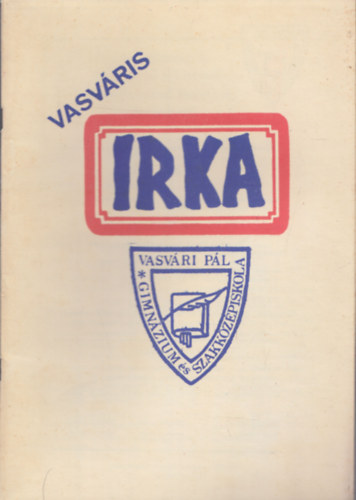 VASVÁRIS
IRKA
VASVÁRI PÁL
* GIMNÁZIUM és SZAKKÖZÉPISKOLA